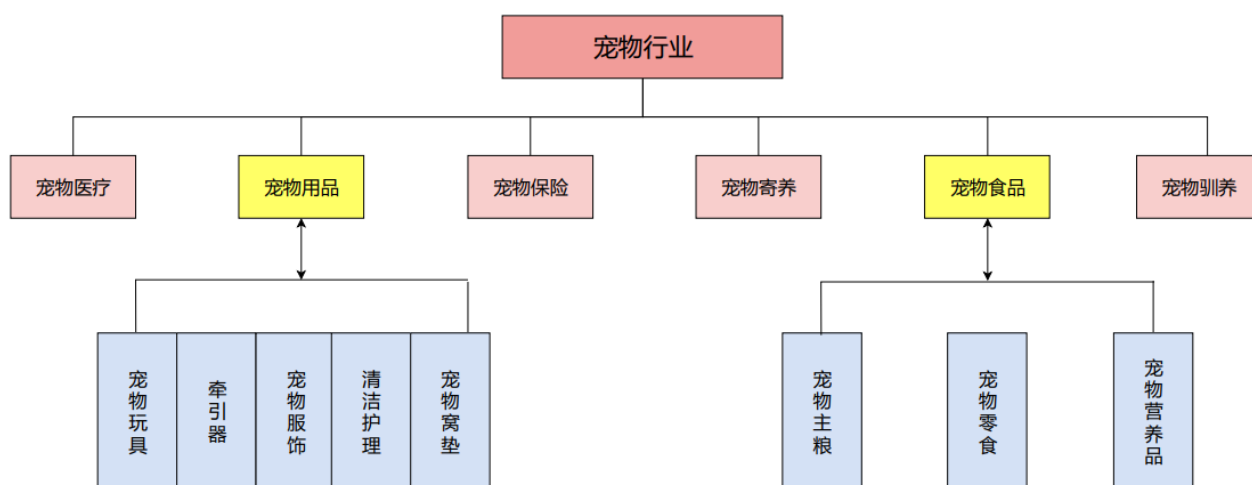 宠物行业
宠物医疗
宠物用品
宠物保险
宠物寄养
宠物食品
宠物驯养
宠物玩具
牵引器
宠物服饰
清洁护理
宠物窝垫
宠物主粮
宠物零食
宠物营养品